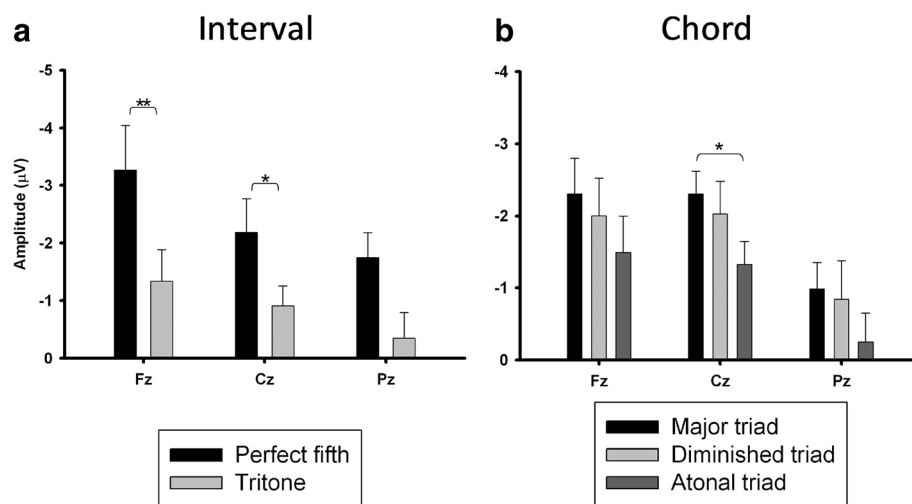 a Interval
Amplitude (µV)
-5
-4
-3
-2
-1
0
**
*
Fz Cz Pz
Perfect fifth
Tritone
b Chord
-4
-3
-2
-1
0
*
Fz Cz Pz
Major triad
Diminished triad
Atonal triad